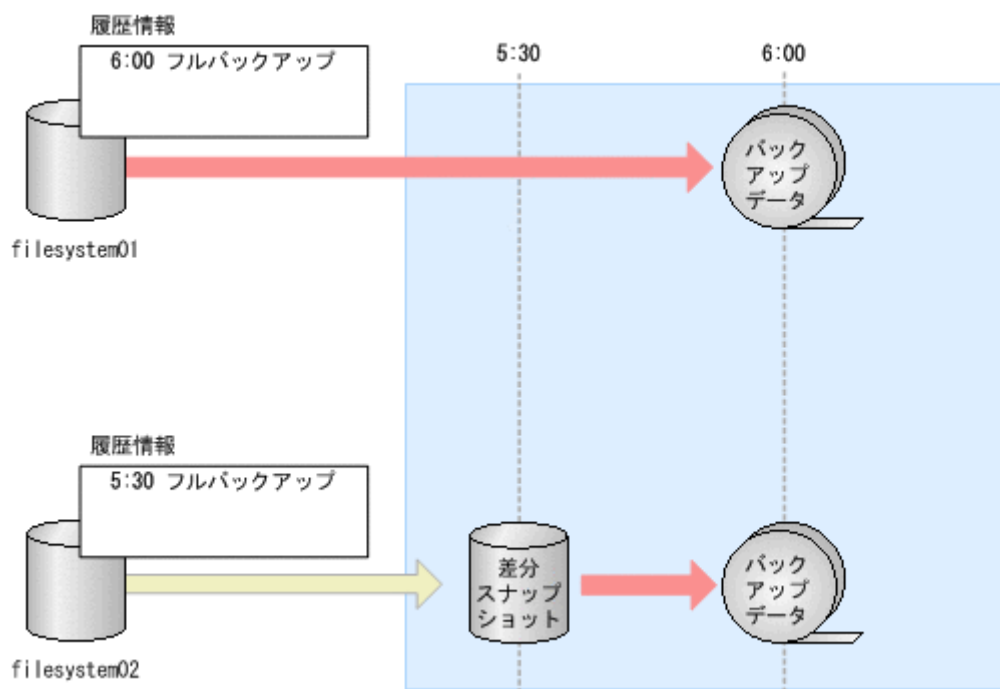 履歴情報
6:00 フルバックアップ
5:30
6:00
バック
アップ
データ
filesystem01
履歴情報
5:30 フルバックアップ
差分
スナップ
ショット
バック
アップ
データ
filesystem02